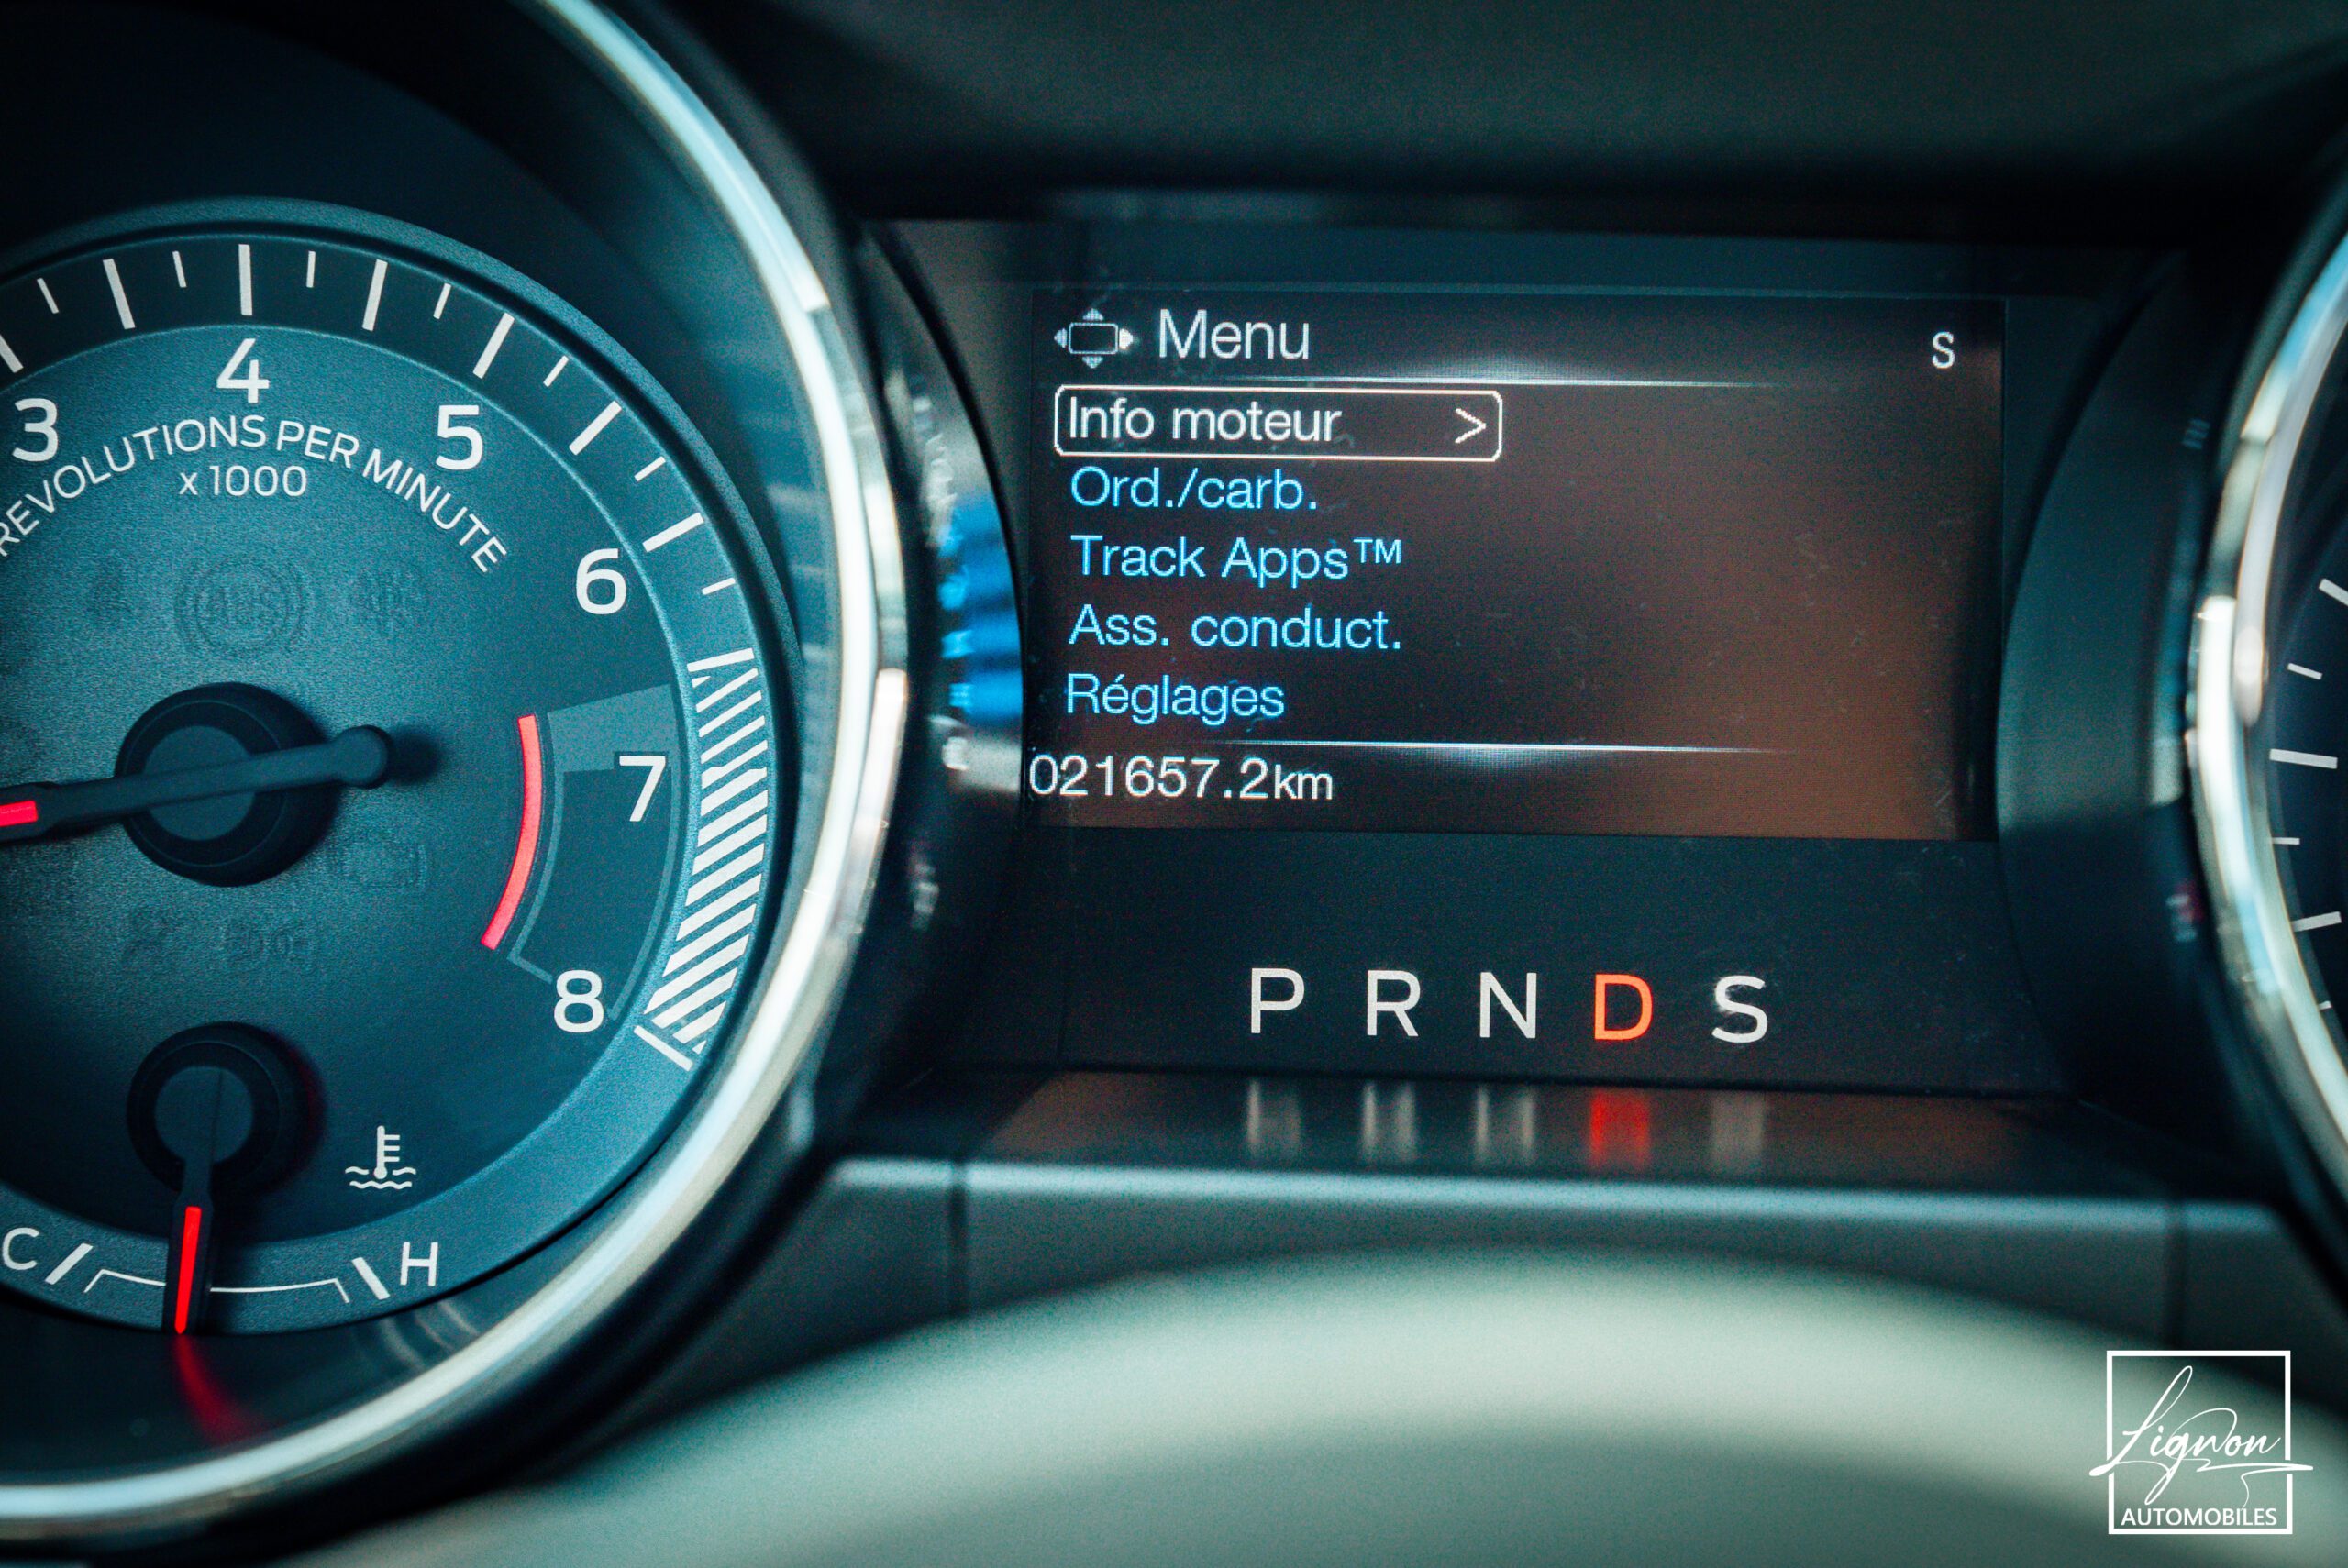 3
4
5
6
7
8
REVOLUTIONS PER MINUTE
x 1000
C
H
Menu
S
Info moteur >
Ord./carb.
Track Apps™
Ass. conduct.
Réglages
021657.2km
P R N D S
Lignon
AUTOMOBILES